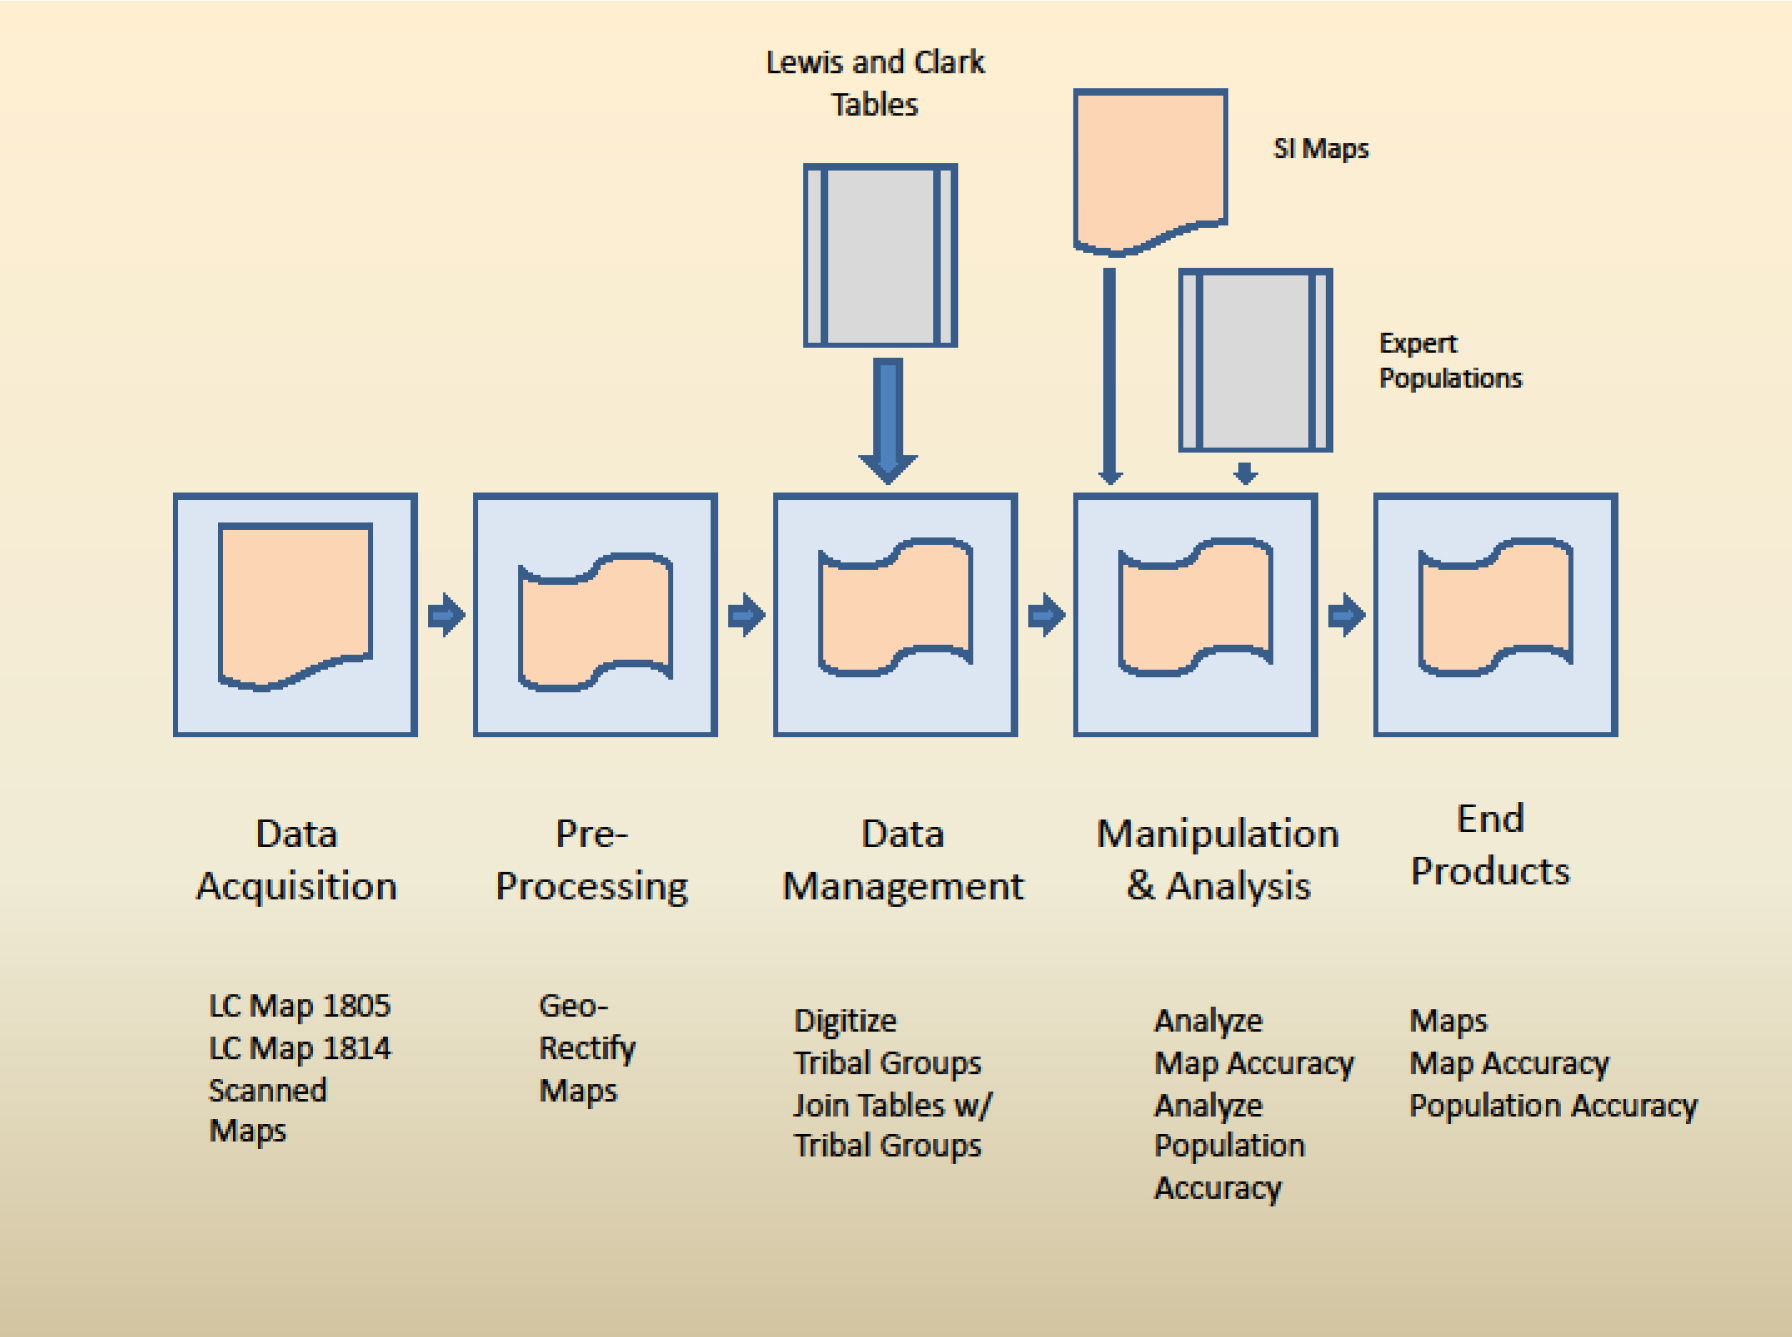 Lewis and Clark
Tables
SI Maps
Expert
Populations
Data
Acquisition
Pre-
Processing
Data
Management
Manipulation
& Analysis
End
Products
LC Map 1805
LC Map 1814
Scanned
Maps
Geo-
Rectify
Maps
Digitize
Tribal Groups
Join Tables w/
Tribal Groups
Analyze
Map Accuracy
Analyze
Population
Accuracy
Maps
Map Accuracy
Population Accuracy